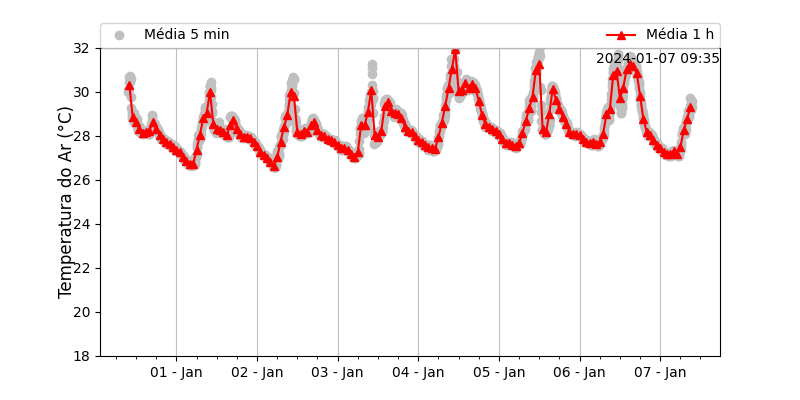 Média 5 min
Média 1 h
2024-01-07 09:35
Temperatura do Ar (°C)
32
30
28
26
24
22
20
18
01 - Jan
02 - Jan
03 - Jan
04 - Jan
05 - Jan
06 - Jan
07 - Jan